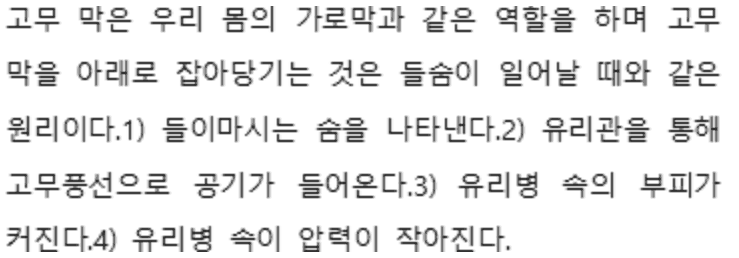 고무 막은 우리 몸의 가로막과 같은 역할을 하며 고무
막을 아래로 잡아당기는 것은 들숨이 일어날 때와 같은
원리이다.1) 들이마시는 숨을 나타낸다.2) 유리관을 통해
고무풍선으로 공기가 들어온다.3) 유리병 속의 부피가
커진다.4) 유리병 속이 압력이 작아진다.